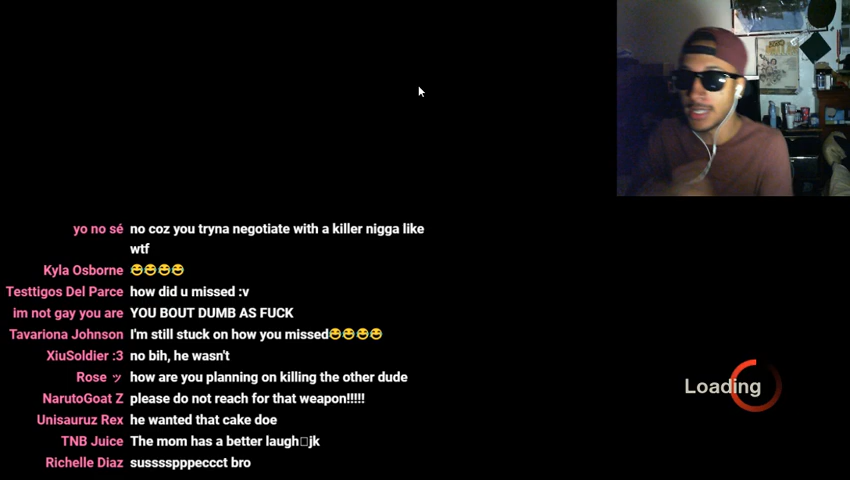 yo no sé no coz you tryna negotiate with a killer nigga like
wtf
Kyla Osborne 😂😂😂😂
Testtigos Del Parce how did u missed :v
im not gay you are YOU BOUT DUMB AS FUCK
Tavariona Johnson I'm still stuck on how you missed😂😂😂😂
XiuSoldier :3 no bih, he wasn't
Rose ッ how are you planning on killing the other dude
NarutoGoat Z please do not reach for that weapon!!!!!
Unisauruz Rex he wanted that cake doe
TNB Juice The mom has a better laugh▯jk
Richelle Diaz susssspppeccct bro
Loading